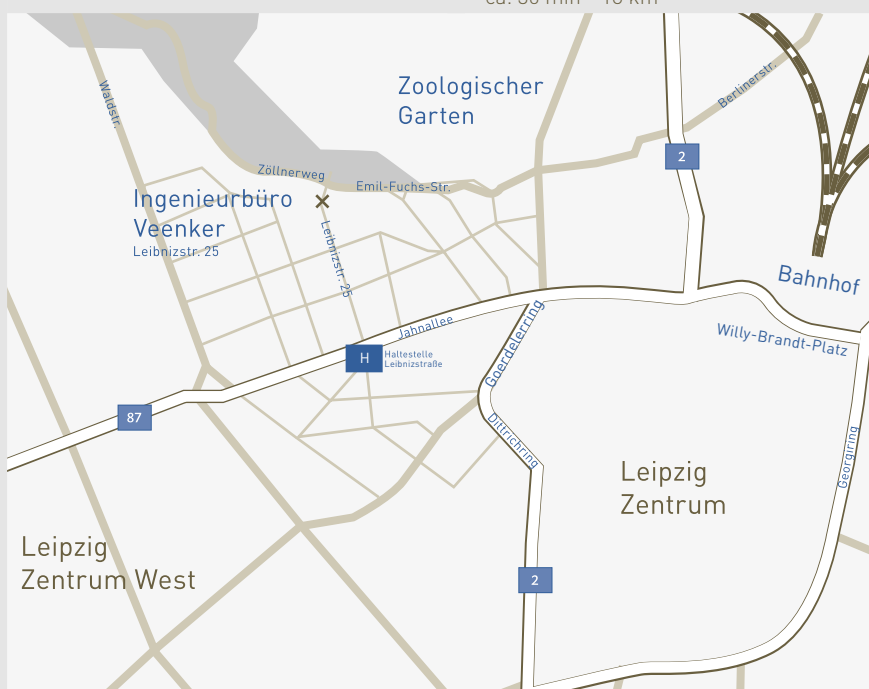 Waldstr.
Zoologischer
Garten
Berlinerstr.
2
Zöllnerweg
Emil-Fuchs-Str.
Ingenieurbüro
Veenker
Leibnizstr. 25
Leibnizstr. 25
Bahnhof
Willy-Brandt-Platz
Jahnallee
Goerdelerring
H
Haltestelle
Leibnizstraße
87
Dittrichring
Georgiring
Leipzig
Zentrum
Leipzig
Zentrum West
2